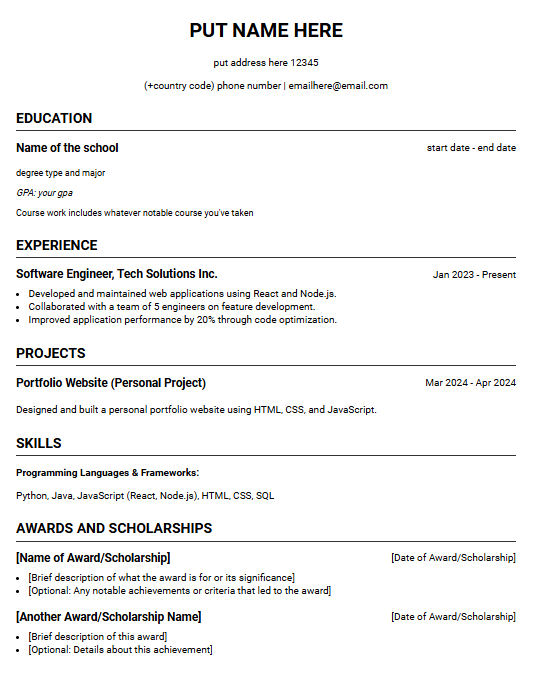 PUT NAME HERE
put address here 12345
(+country code) phone number | emailhere@email.com
EDUCATION
Name of the school start date - end date
degree type and major
GPA: your gpa
Course work includes whatever notable course you've taken
EXPERIENCE
Software Engineer, Tech Solutions Inc. Jan 2023 - Present
• Developed and maintained web applications using React and Node.js.
• Collaborated with a team of 5 engineers on feature development.
• Improved application performance by 20% through code optimization.
PROJECTS
Portfolio Website (Personal Project) Mar 2024 - Apr 2024
Designed and built a personal portfolio website using HTML, CSS, and JavaScript.
SKILLS
Programming Languages & Frameworks:
Python, Java, JavaScript (React, Node.js), HTML, CSS, SQL
AWARDS AND SCHOLARSHIPS
[Name of Award/Scholarship] [Date of Award/Scholarship]
• [Brief description of what the award is for or its significance]
• [Optional: Any notable achievements or criteria that led to the award]
[Another Award/Scholarship Name] [Date of Award/Scholarship]
• [Brief description of this award]
• [Optional: Details about this achievement]